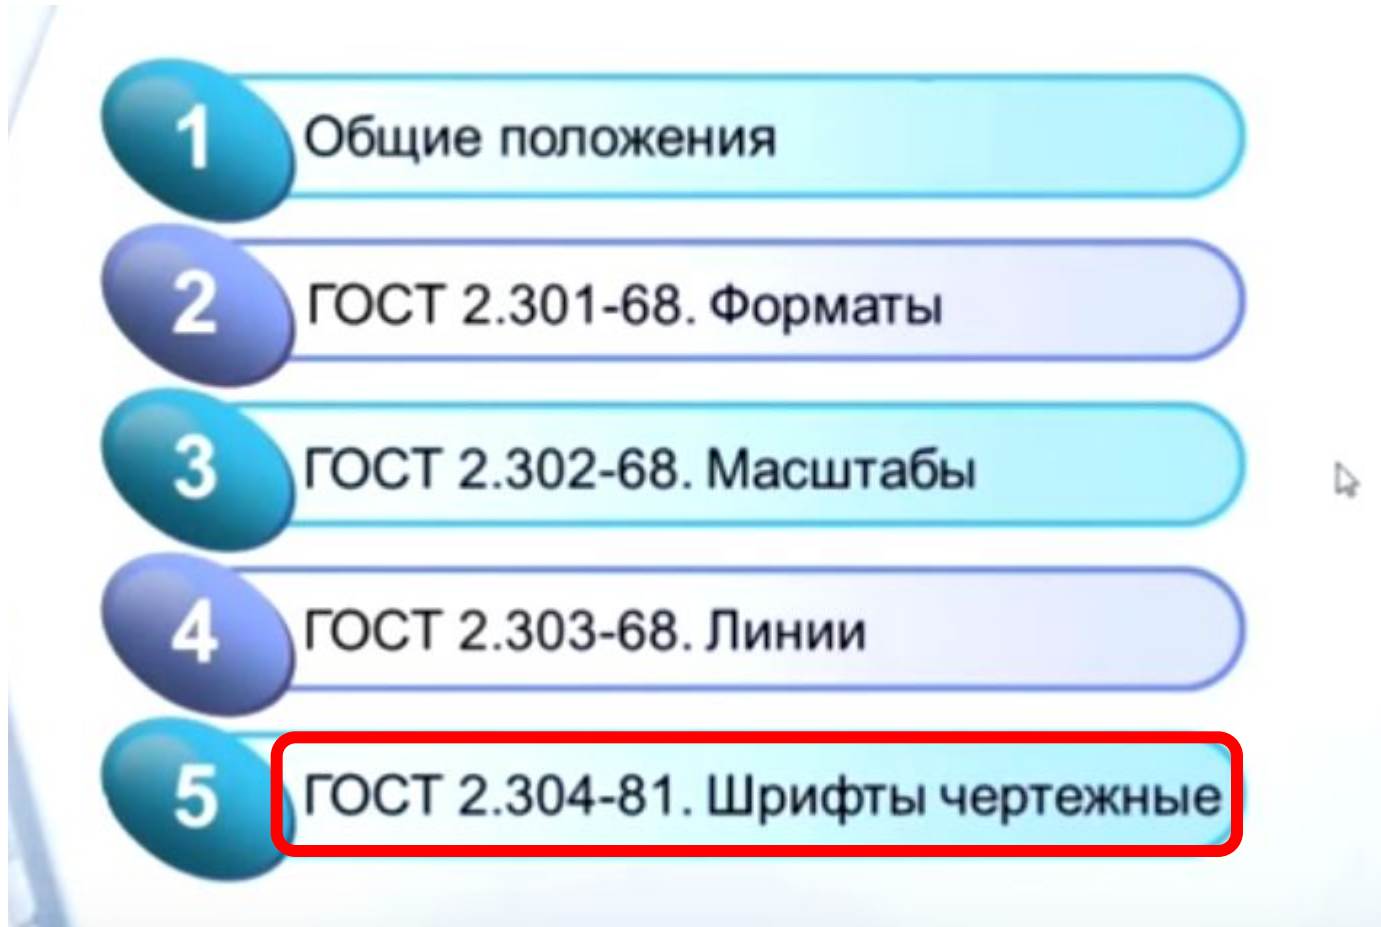 1 Общие положения
2 ГОСТ 2.301-68. Форматы
3 ГОСТ 2.302-68. Масштабы
4 ГОСТ 2.303-68. Линии
5 ГОСТ 2.304-81. Шрифты чертежные